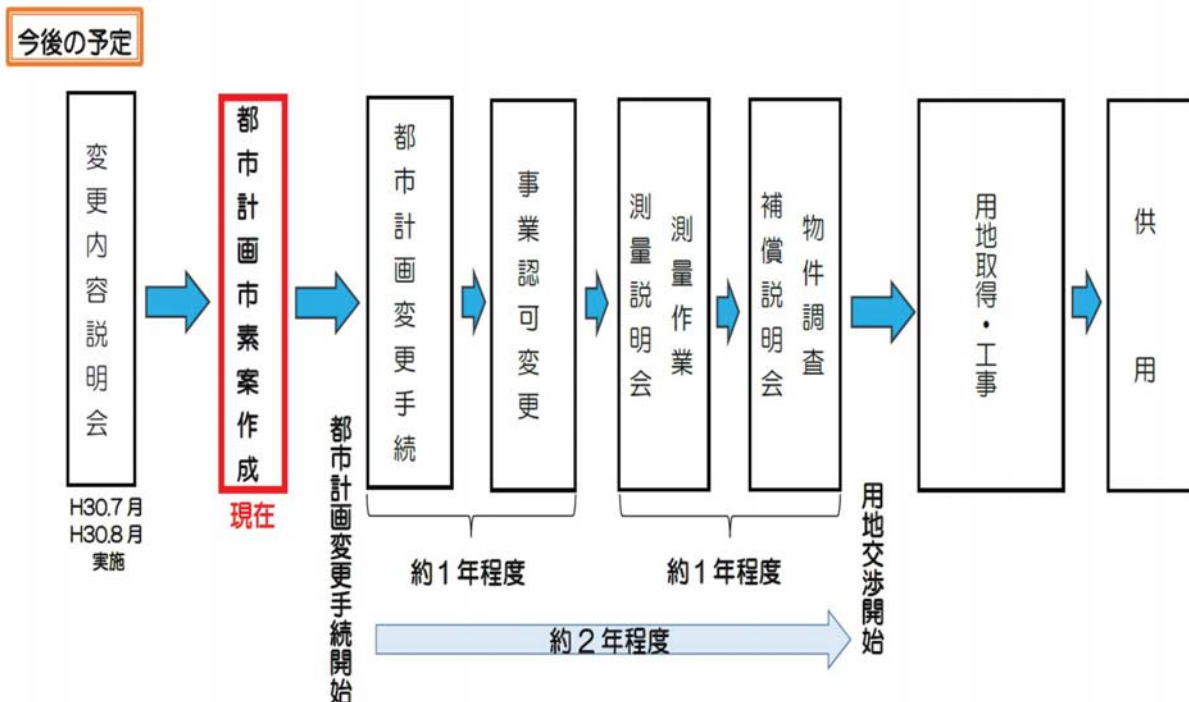 今後の予定
変更内容説明会
H30.7月
H30.8月
実施
都市計画市素案作成
現在
都市計画変更手続開始
都市計画変更手続
事業認可変更
約1年程度
測量説明会
測量作業
補償説明会
物件調査
約1年程度
約2年程度
用地交渉開始
用地取得・工事
供用